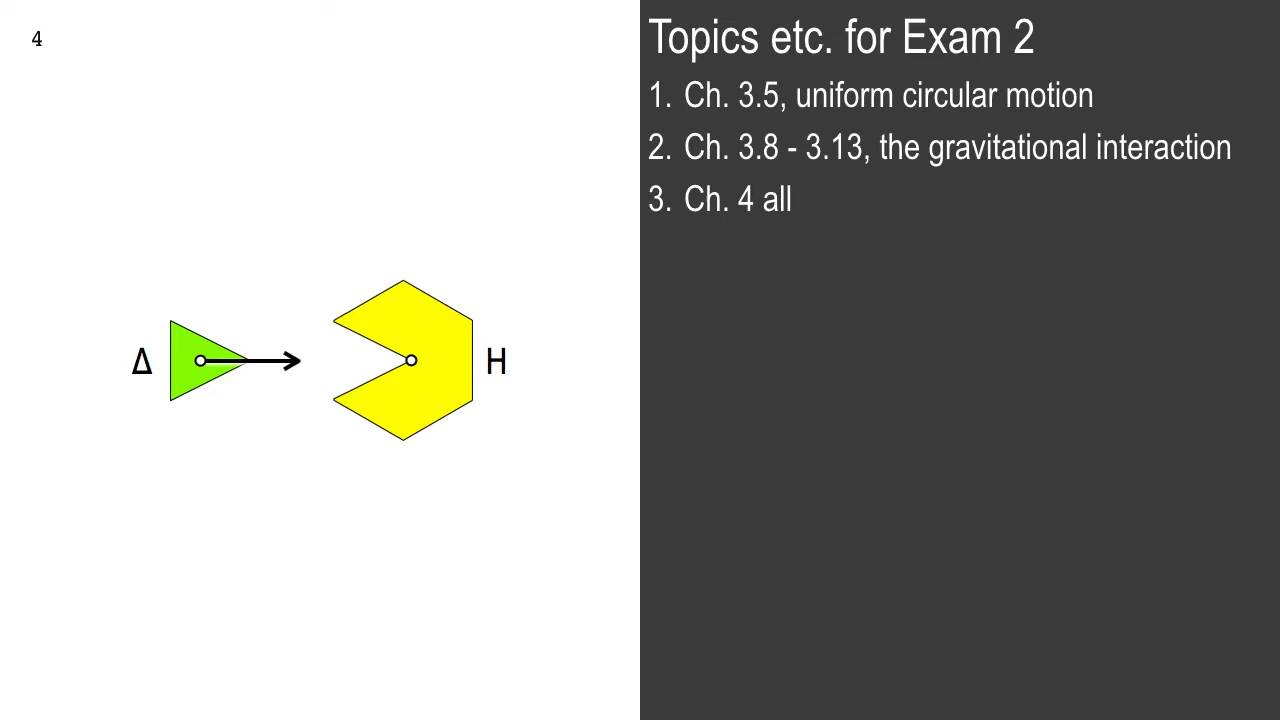 4
Topics etc. for Exam 2
1. Ch. 3.5, uniform circular motion
2. Ch. 3.8 - 3.13, the gravitational interaction
3. Ch. 4 all
Δ
H